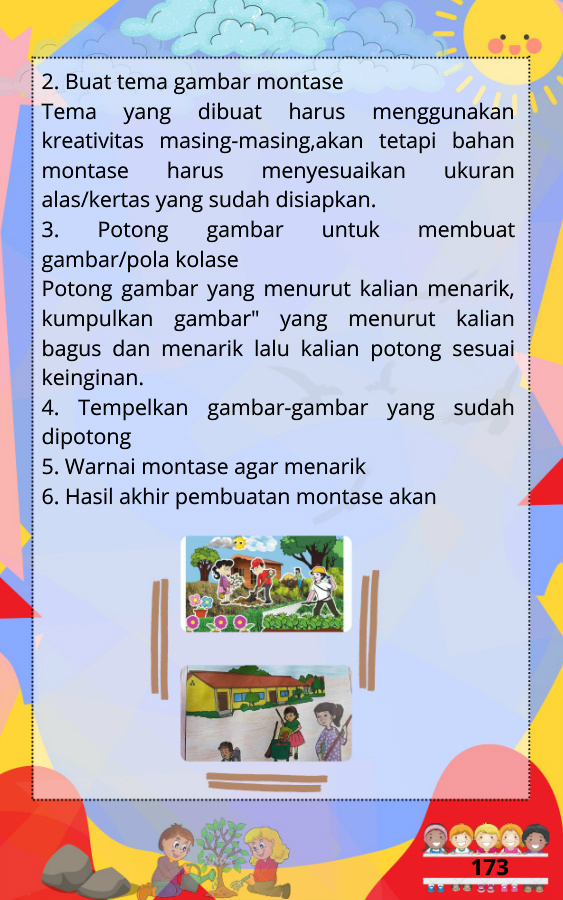 2. Buat tema gambar montase
Tema yang dibuat harus menggunakan
kreativitas masing-masing,akan tetapi bahan
montase harus menyesuaikan ukuran
alas/kertas yang sudah disiapkan.
3. Potong gambar untuk membuat
gambar/pola kolase
Potong gambar yang menurut kalian menarik,
kumpulkan gambar" yang menurut kalian
bagus dan menarik lalu kalian potong sesuai
keinginan.
4. Tempelkan gambar-gambar yang sudah
dipotong
5. Warnai montase agar menarik
6. Hasil akhir pembuatan montase akan
173